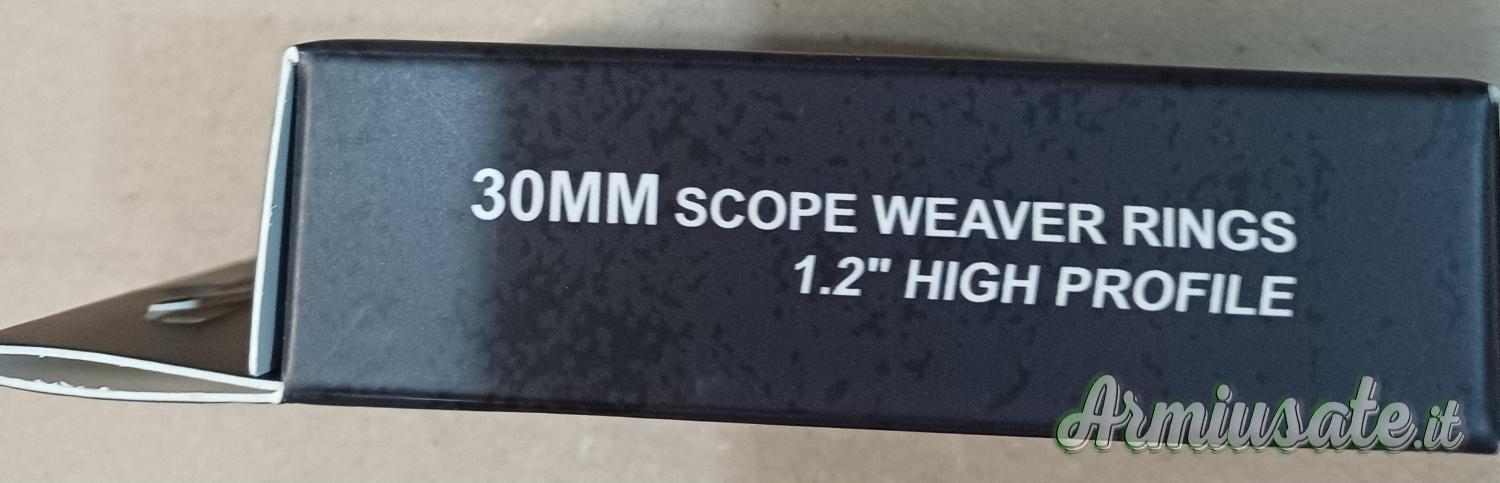 30MM SCOPE WEAVER RINGS
1.2" HIGH PROFILE
Armiusate.it